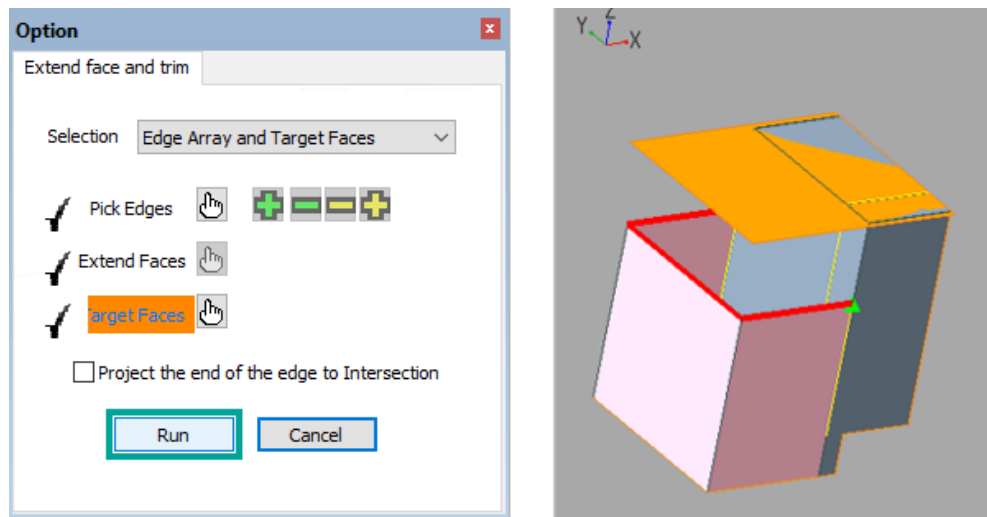 Option
Extend face and trim
Selection Edge Array and Target Faces
Pick Edges
Extend Faces
Target Faces
Project the end of the edge to Intersection
Run Cancel
Z
Y
X